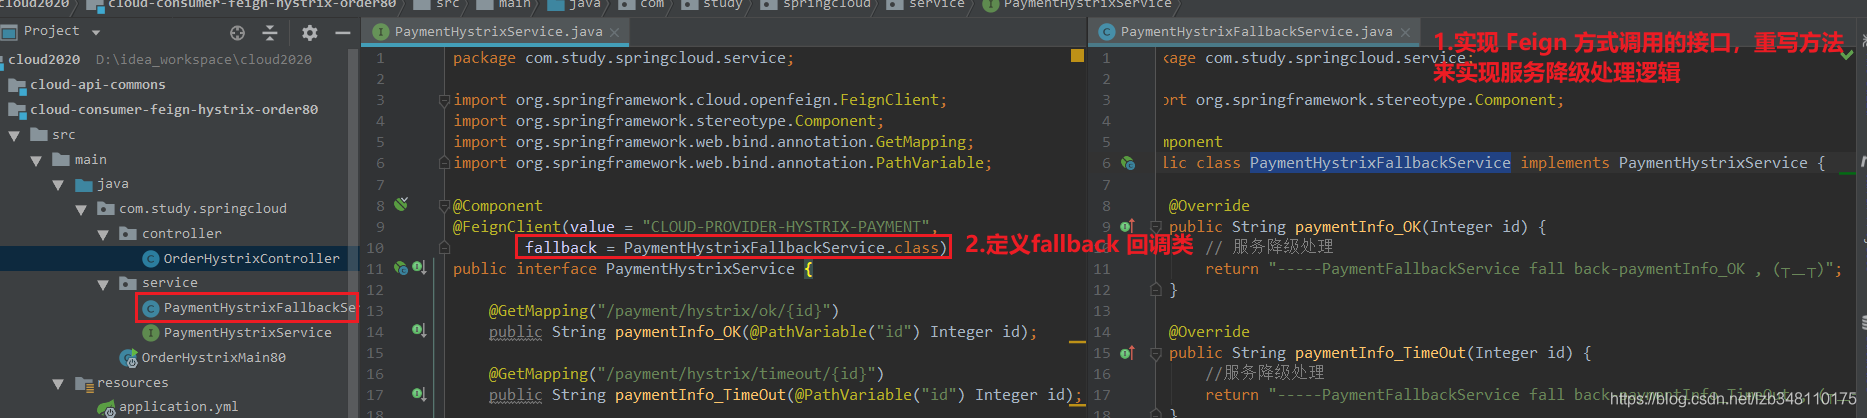 cloud2020 cloud-consumer-feign-hystrix-order80 src main java com study springcloud service PaymentHystrixService
Project
cloud2020 D:\idea_workspace\cloud2020
cloud-api-commons
cloud-consumer-feign-hystrix-order80
src
main
java
com.study.springcloud
controller
OrderHystrixController
service
PaymentHystrixFallbackSe
PaymentHystrixService
OrderHystrixMain80
resources
application.yml
PaymentHystrixService.java
1 package com.study.springcloud.service;
2
3 import org.springframework.cloud.openfeign.FeignClient;
4 import org.springframework.stereotype.Component;
5 import org.springframework.web.bind.annotation.GetMapping;
6 import org.springframework.web.bind.annotation.PathVariable;
7
8 @Component
9 @FeignClient(value = "CLOUD-PROVIDER-HYSTRIX-PAYMENT",
10 fallback = PaymentHystrixFallbackService.class)
11 public interface PaymentHystrixService {
12
13 @GetMapping("/payment/hystrix/ok/{id}")
14 public String paymentInfo_OK(@PathVariable("id") Integer id);
15
16 @GetMapping("/payment/hystrix/timeout/{id}")
17 public String paymentInfo_TimeOut(@PathVariable("id") Integer id);
18
2.定义fallback 回调类
PaymentHystrixFallbackService.java
1.实现 Feign 方式调用的接口，重写方法
来实现服务降级处理逻辑
1 kage com.study.springcloud.service;
2
3 ort org.springframework.stereotype.Component;
4
5 mponent
6 lic class PaymentHystrixFallbackService implements PaymentHystrixService {
7
8 @Override
9 public String paymentInfo_OK(Integer id) {
10 // 服务降级处理
11 return "-----PaymentFallbackService fall back-paymentInfo_OK , (┬_┬)";
12 }
13
14 @Override
15 public String paymentInfo_TimeOut(Integer id) {
16 //服务降级处理
17 return "-----PaymentFallbackService fall back-paymentInfo_TimeOut
18 }
https://blog.csdn.net/lzb348110175